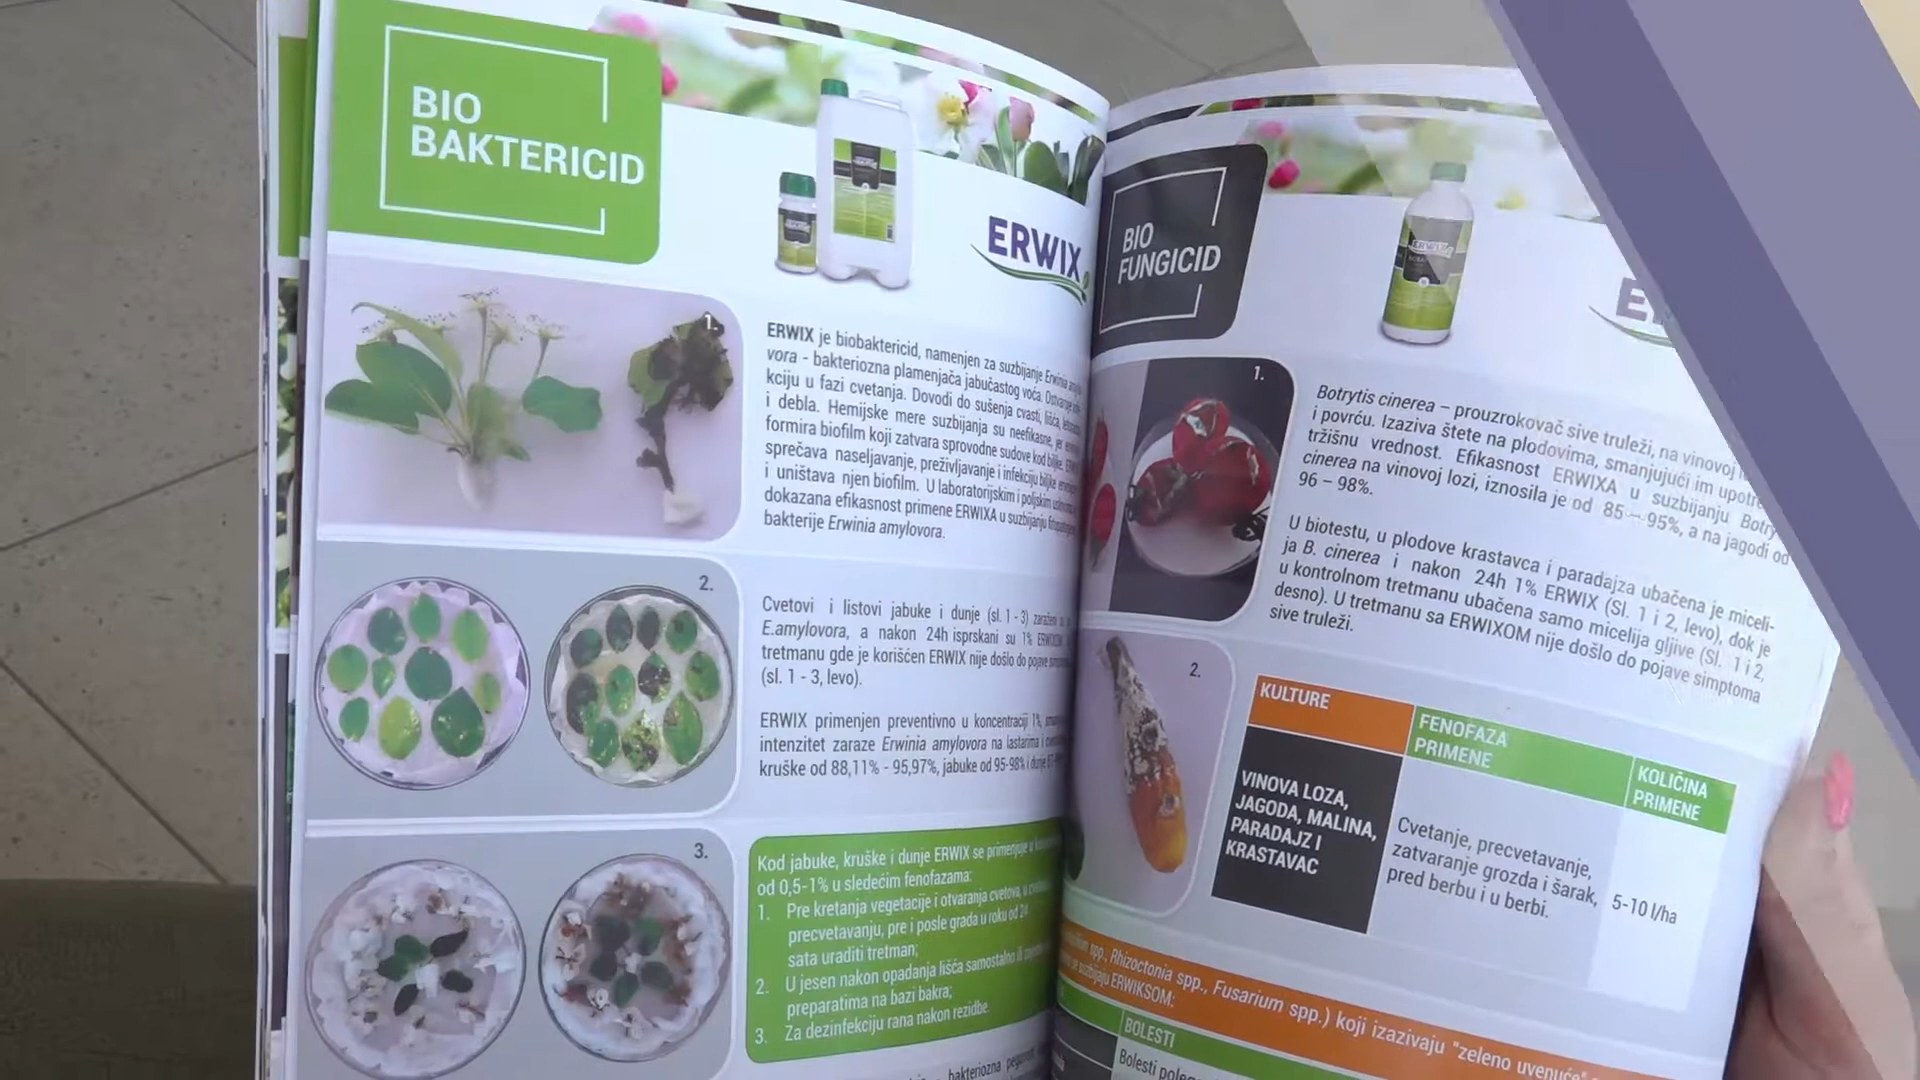 BIO
BAKTERICID
ERWIX
1.
ERWIX je biobaktericid, namenjen za suzbijanje Erwinia
vora - bakteriozna plamenjača jabučastog voća. Ostvaruje
kciju u fazi cvetanja. Dovodi do sušenja cvasti, lišća,
i debla. Hemijske mere suzbijanja su neefikasne, jer
formira biofilm koji zatvara sprovodne sudove kod biljke.
sprečava naseljavanje, preživljavanje i infekciju biljke
i uništava njen biofilm. U laboratorijskim i poljskim
dokazana efikasnost primene ERWIXA u suzbijanju
bakterije Erwinia amylovora.
2.
Cvetovi i listovi jabuke i dunje (sl. 1 - 3) zaraženi
E.amylovora, a nakon 24h isprskani su 1%
tretmanu gde je korišćen ERWIX nije došlo do pojave
(sl. 1 - 3, levo).
ERWIX primenjen preventivno u koncentraciji 1%,
intenzitet zaraze Erwinia amylovora na lastarima i
kruške od 88,11% - 95,97%, jabuke od 95-98% i dunje
3.
Kod jabuke, kruške i dunje ERWIX se primenjuje u
od 0,5-1% u sledećim fenofazama:
1. Pre kretanja vegetacije i otvaranja cvetova, u
precvetavanju, pre i posle grada u roku od 24
sata uraditi tretman;
2. U jesen nakon opadanja lišća samostalno ili
preparatima na bazi bakra;
3. Za dezinfekciju rana nakon rezidbe.
bakteriozna
BIO
FUNGICID
ERWIX
1.
Botrytis cinerea – prouzrokovač sive truleži, na vinovoj
i povrću. Izaziva štete na plodovima, smanjujući im
tržišnu vrednost. Efikasnost ERWIXA u suzbijanju
cinerea na vinovoj lozi, iznosila je od 85 – 95%, a na jagodi od
96 – 98%.
U biotestu, u plodove krastavca i paradajza ubačena je miceli-
ja B. cinerea i nakon 24h 1% ERWIX (Sl. 1 i 2, levo), dok je
u kontrolnom tretmanu ubačena samo micelija gljive (Sl. 1 i 2,
desno). U tretmanu sa ERWIXOM nije došlo do pojave simptoma
sive truleži.
2.
KULTURE
FENOFAZA
PRIMENE
KOLIČINA
PRIMENE
VINOVA LOZA,
JAGODA, MALINA,
PARADAJZ I
KRASTAVAC
Cvetanje, precvetavanje,
zatvaranje grozda i šarak,
pred berbu i u berbi.
5-10 l/ha
spp., Rhizoctonia spp., Fusarium spp.) koji izazivaju "zeleno uvenuće"
se suzbijaju ERWIKSOM:
BOLESTI
Bolesti